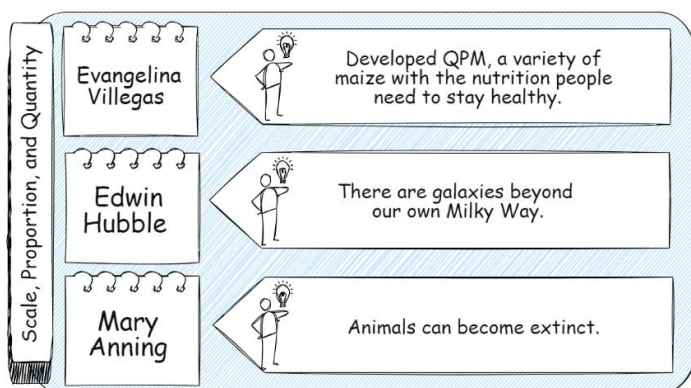 Scale, Proportion, and Quantity
Evangelina
Villegas
Developed QPM, a variety of
maize with the nutrition people
need to stay healthy.
Edwin
Hubble
There are galaxies beyond
our own Milky Way.
Mary
Anning
Animals can become extinct.